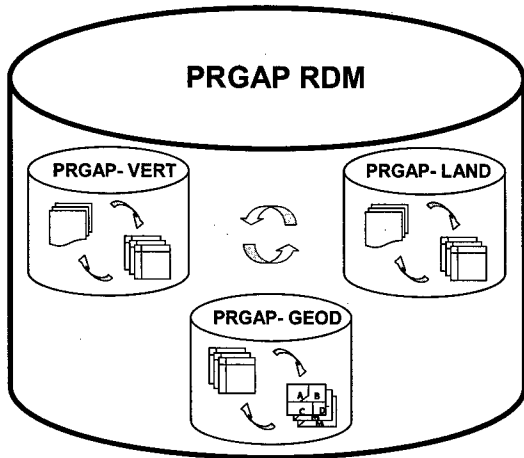 PRGAP RDM
PRGAP- VERT
PRGAP- LAND
PRGAP- GEOD
A B
C D